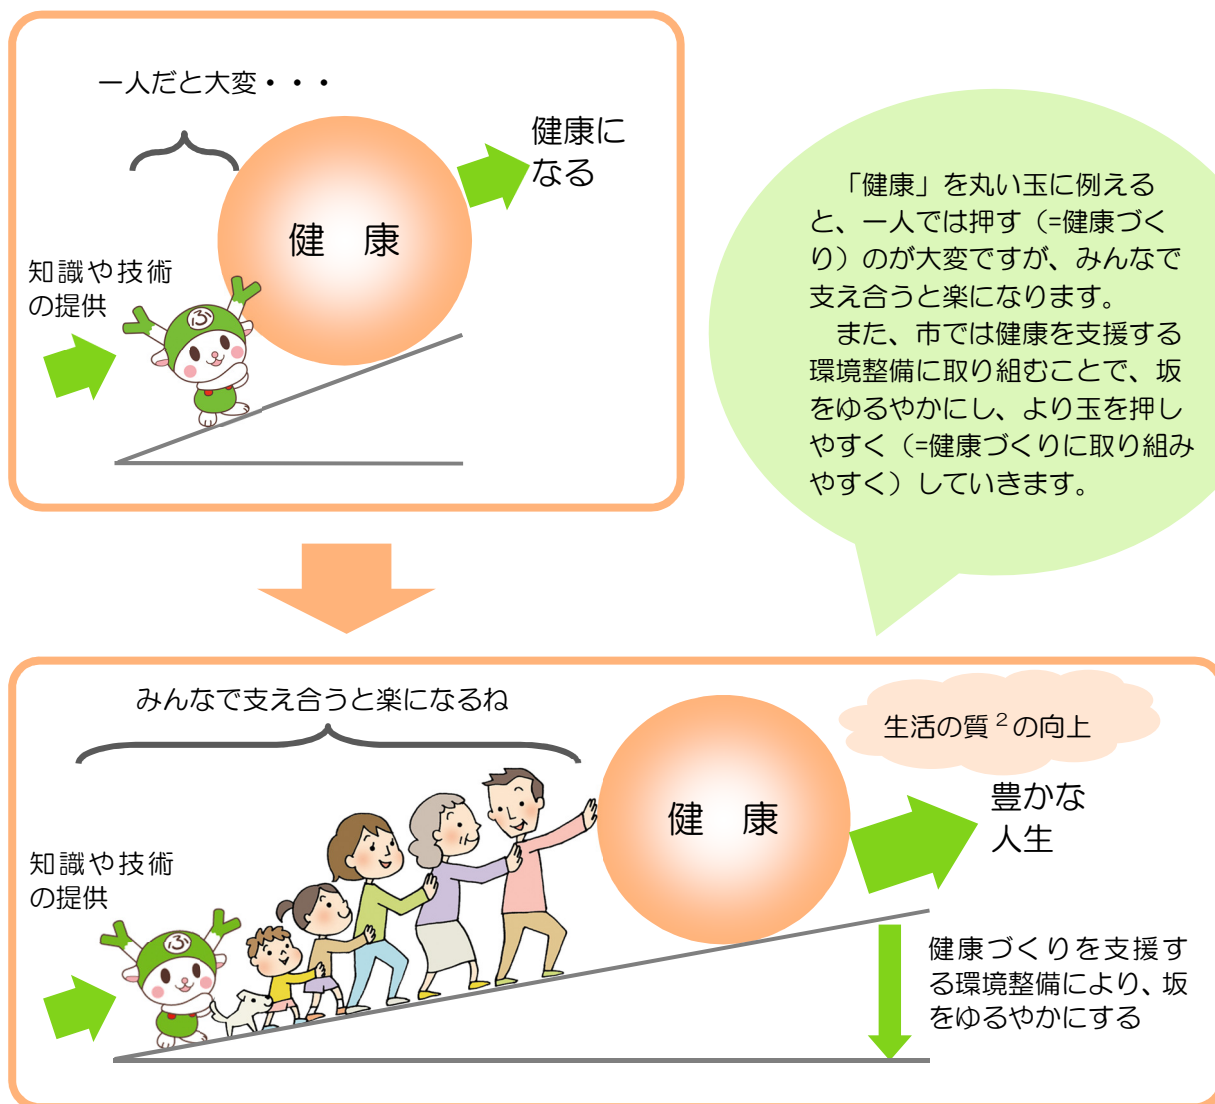 一人だと大変・・・
健康に
なる
健　康
知識や技術
の提供
ふ
　「健康」を丸い玉に例える
と、一人では押す（=健康づく
り）のが大変ですが、みんなで
支え合うと楽になります。
　また、市では健康を支援する
環境整備に取り組むことで、坂
をゆるやかにし、より玉を押し
やすく（=健康づくりに取り組み
やすく）していきます。
みんなで支え合うと楽になるね
生活の質²の向上
健　康
豊かな
人生
知識や技術
の提供
ふ
健康づくりを支援す
る環境整備により、坂
をゆるやかにする